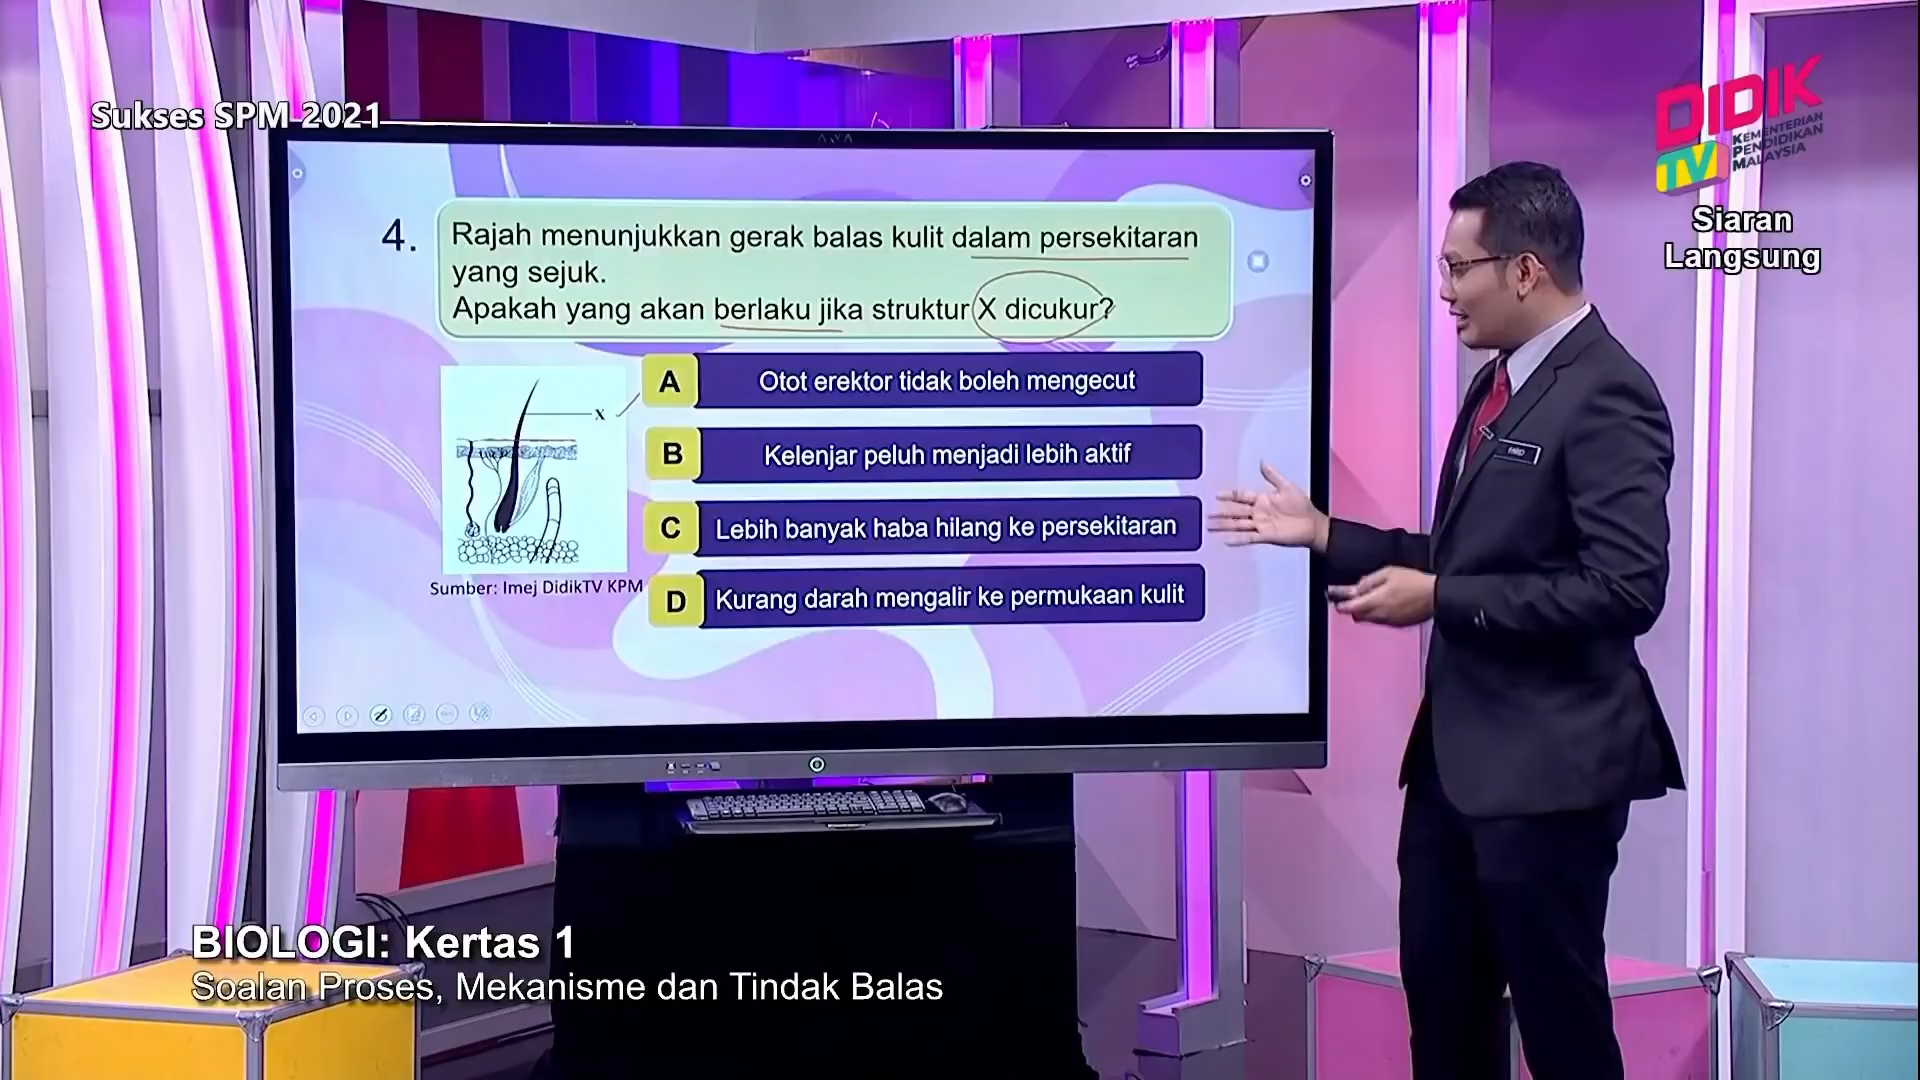 Sukses SPM 2021
DIDIK
TV
KEMENTERIAN
PENDIDIKAN
MALAYSIA
Siaran
Langsung
4.
Rajah menunjukkan gerak balas kulit dalam persekitaran
yang sejuk.
Apakah yang akan berlaku jika struktur X dicukur?
X
A Otot erektor tidak boleh mengecut
B Kelenjar peluh menjadi lebih aktif
C Lebih banyak haba hilang ke persekitaran
D Kurang darah mengalir ke permukaan kulit
Sumber: Imej DidikTV KPM
BIOLOGI: Kertas 1
Soalan Proses, Mekanisme dan Tindak Balas